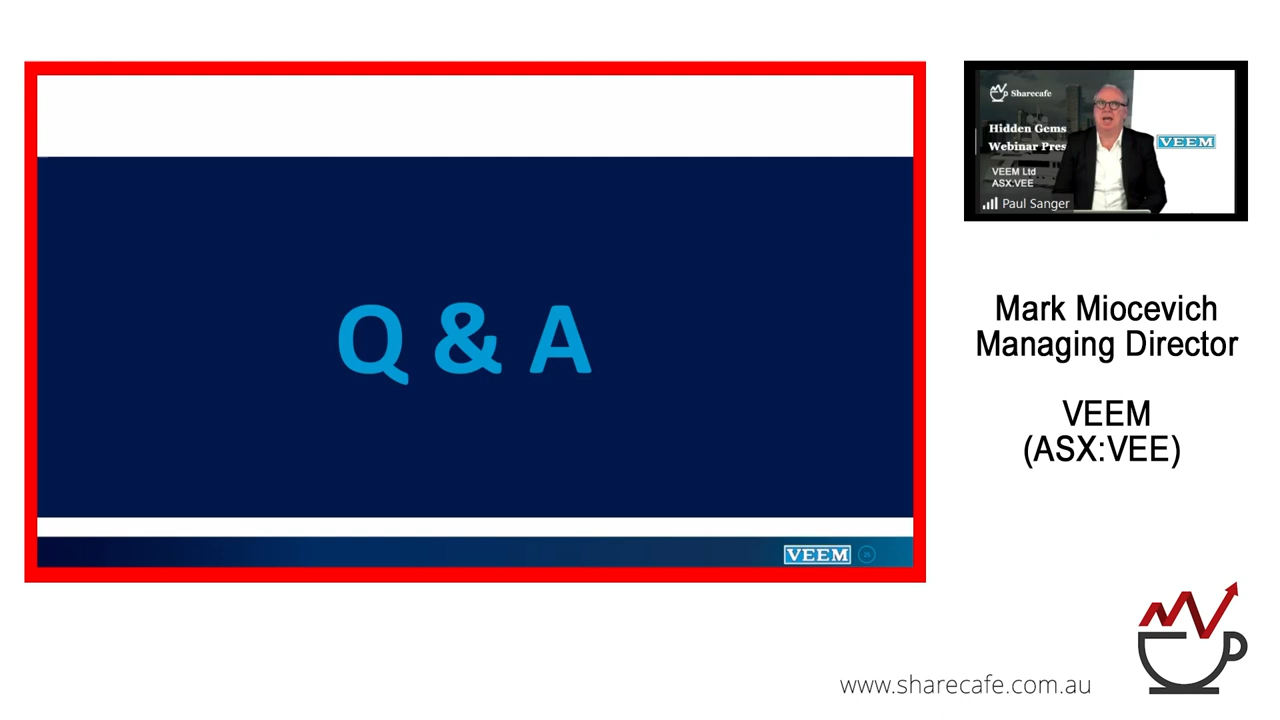 Q & A
VEEM
Sharecafe
Hidden Gems
Webinar Pres
VEEM Ltd
ASX:VEE
VEEM
Paul Sanger
Mark Miocevich
Managing Director
VEEM
(ASX:VEE)
www.sharecafe.com.au